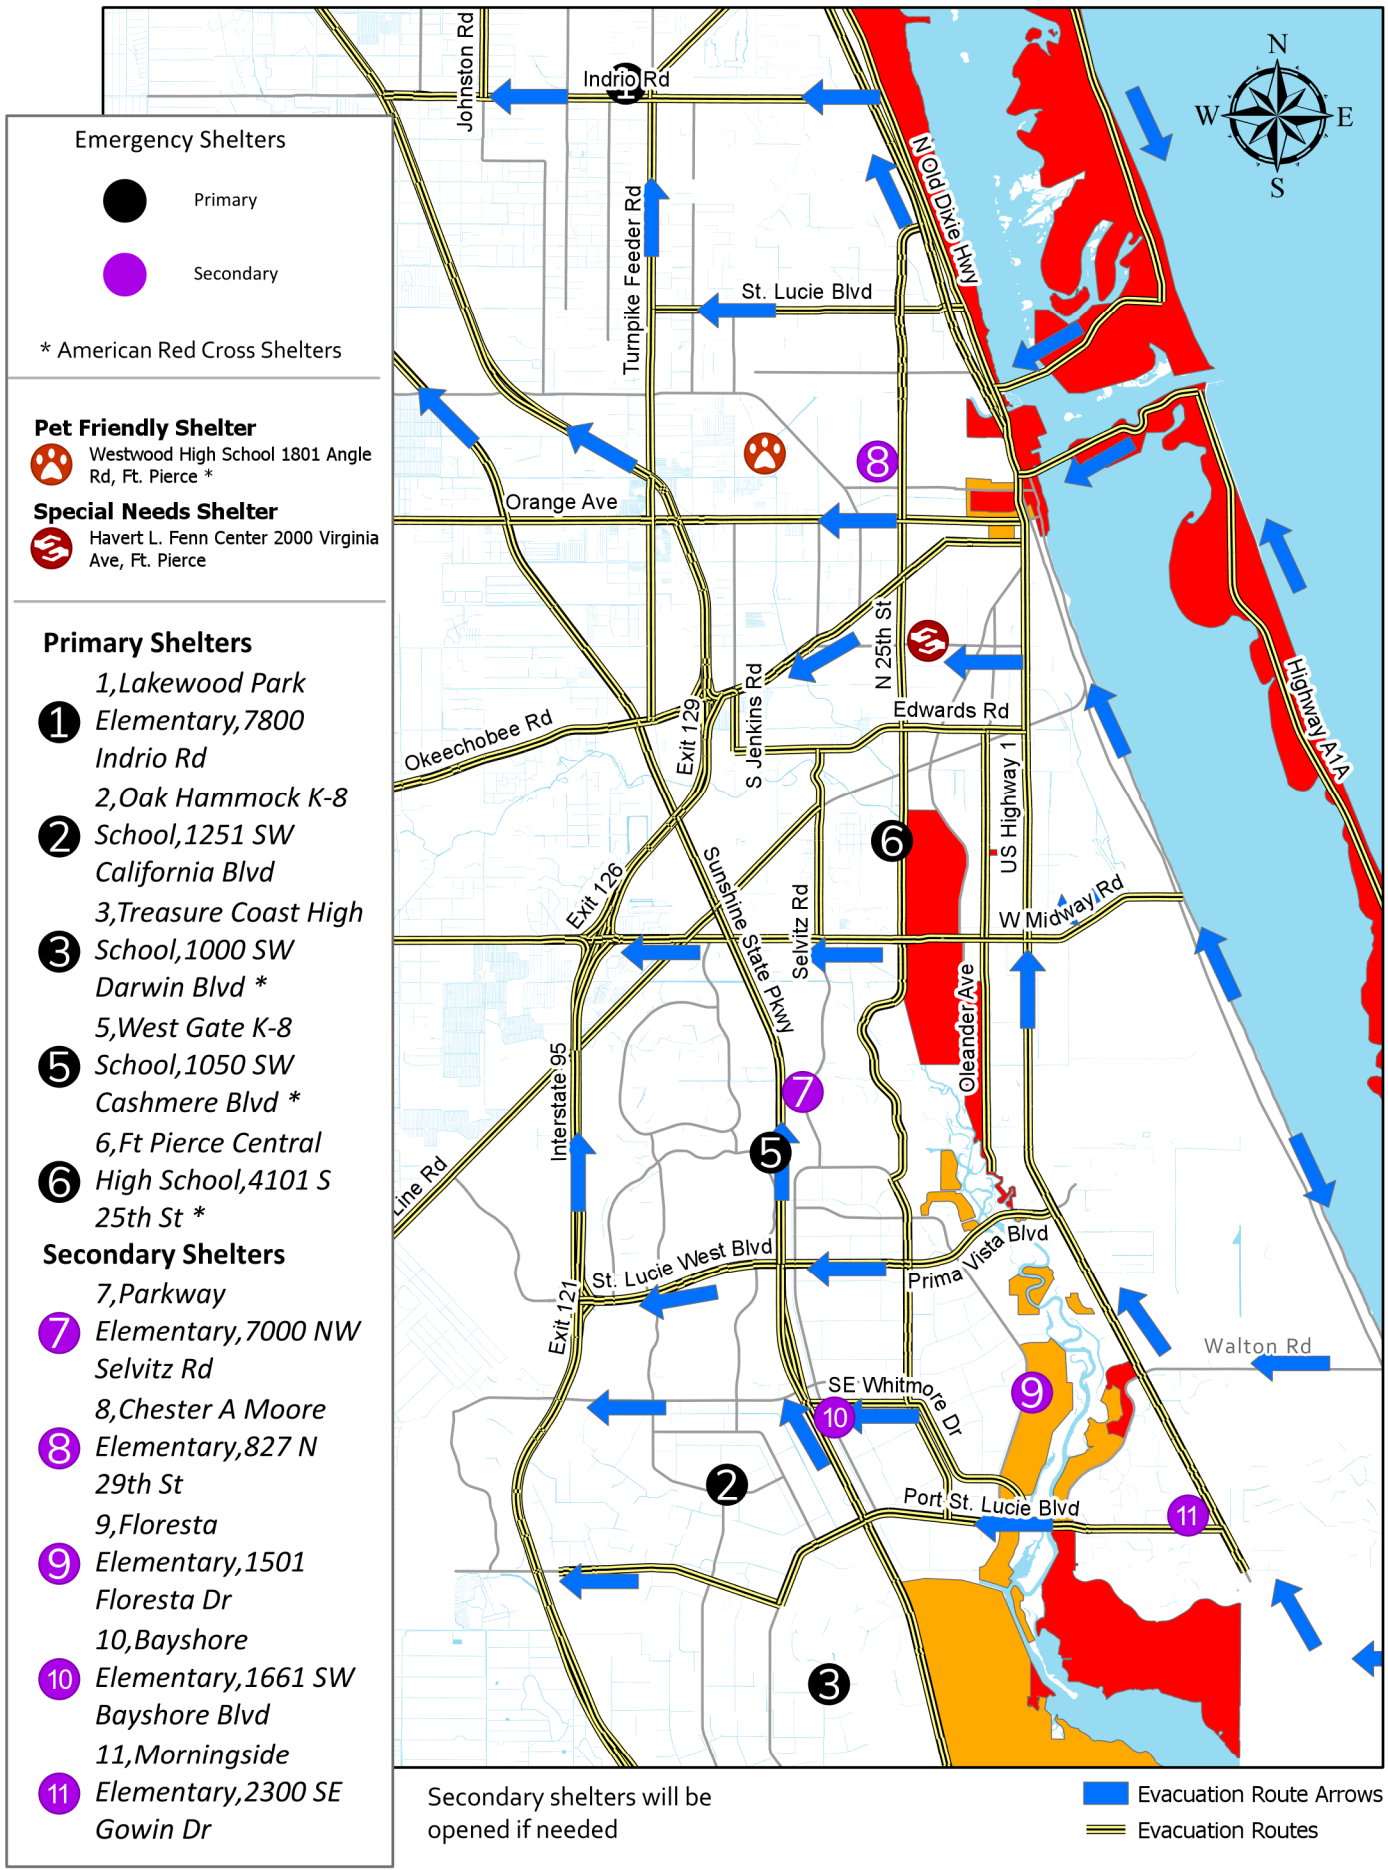 Emergency Shelters
Primary
Secondary
* American Red Cross Shelters
Pet Friendly Shelter
Westwood High School 1801 Angle
Rd, Ft. Pierce *
Special Needs Shelter
Havert L. Fenn Center 2000 Virginia
Ave, Ft. Pierce
Primary Shelters
1,Lakewood Park
1 Elementary,7800
Indrio Rd
2,Oak Hammock K-8
2 School,1251 SW
California Blvd
3,Treasure Coast High
3 School,1000 SW
Darwin Blvd *
5,West Gate K-8
5 School,1050 SW
Cashmere Blvd *
6,Ft Pierce Central
6 High School,4101 S
25th St *
Secondary Shelters
7,Parkway
7 Elementary,7000 NW
Selvitz Rd
8,Chester A Moore
8 Elementary,827 N
29th St
9,Floresta
9 Elementary,1501
Floresta Dr
10,Bayshore
10 Elementary,1661 SW
Bayshore Blvd
11,Morningside
11 Elementary,2300 SE
Gowin Dr
Johnston Rd
Indrio Rd
1
N
W E
S
N Old Dixie Hwy
Turnpike Feeder Rd
St. Lucie Blvd
8
Orange Ave
N 25th St
S Jenkins Rd
Exit 129
Okeechobee Rd
Edwards Rd
Highway A1A
US Highway 1
6
Exit 126
Sunshine State Pkwy
Selvitz Rd
W Midway Rd
Oleander Ave
Interstate 95
7
5
Line Rd
St. Lucie West Blvd
Prima Vista Blvd
Exit 121
Walton Rd
SE Whitmore Dr
9
10
2
Port St. Lucie Blvd
11
3
Secondary shelters will be
opened if needed
Evacuation Route Arrows
Evacuation Routes